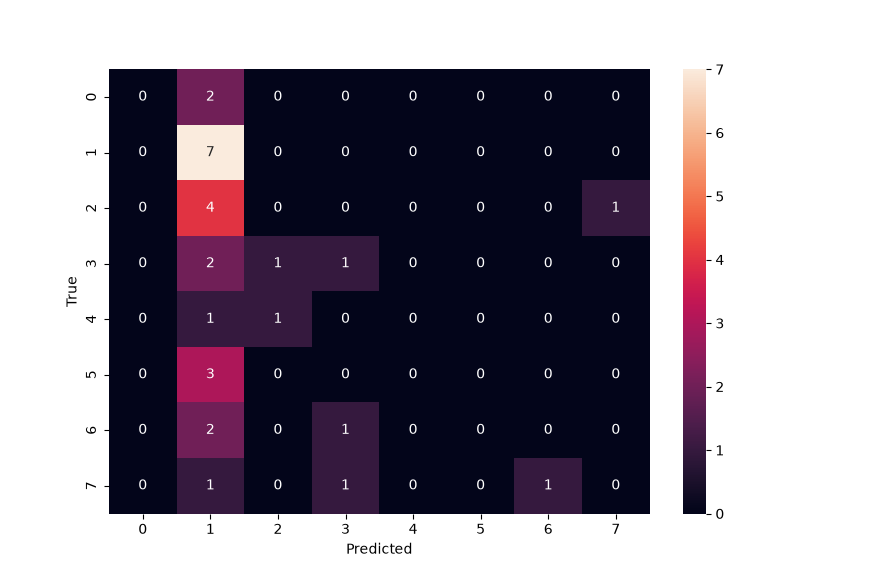 0 0 2 0 0 0 0 0 0 7
1 0 7 0 0 0 0 0 0 6
2 0 4 0 0 0 0 0 1 5
3 0 2 1 1 0 0 0 0 4
True
4 0 1 1 0 0 0 0 0 3
5 0 3 0 0 0 0 0 0 2
6 0 2 0 1 0 0 0 0 1
7 0 1 0 1 0 0 1 0 0
0 1 2 3 4 5 6 7
Predicted